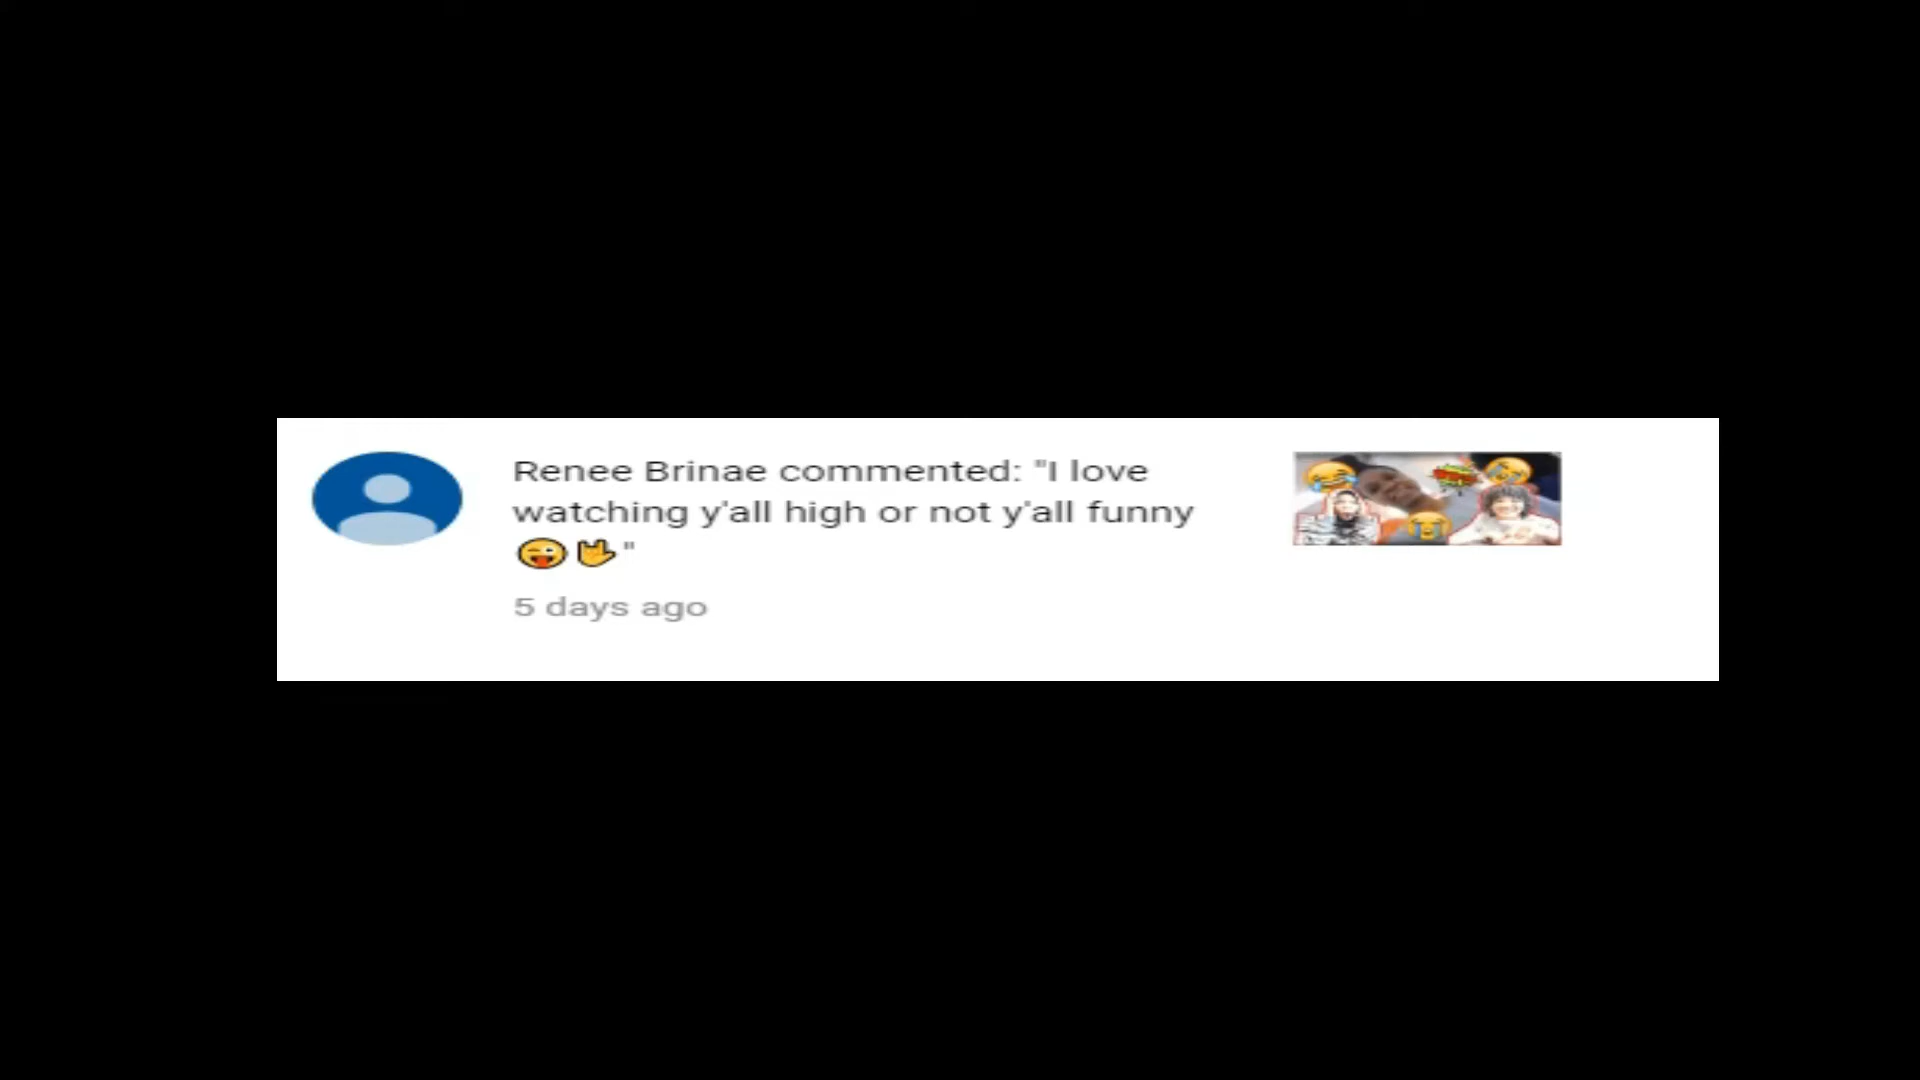 Renee Brinae commented: "I love
watching y'all high or not y'all funny
😜🤟"
5 days ago